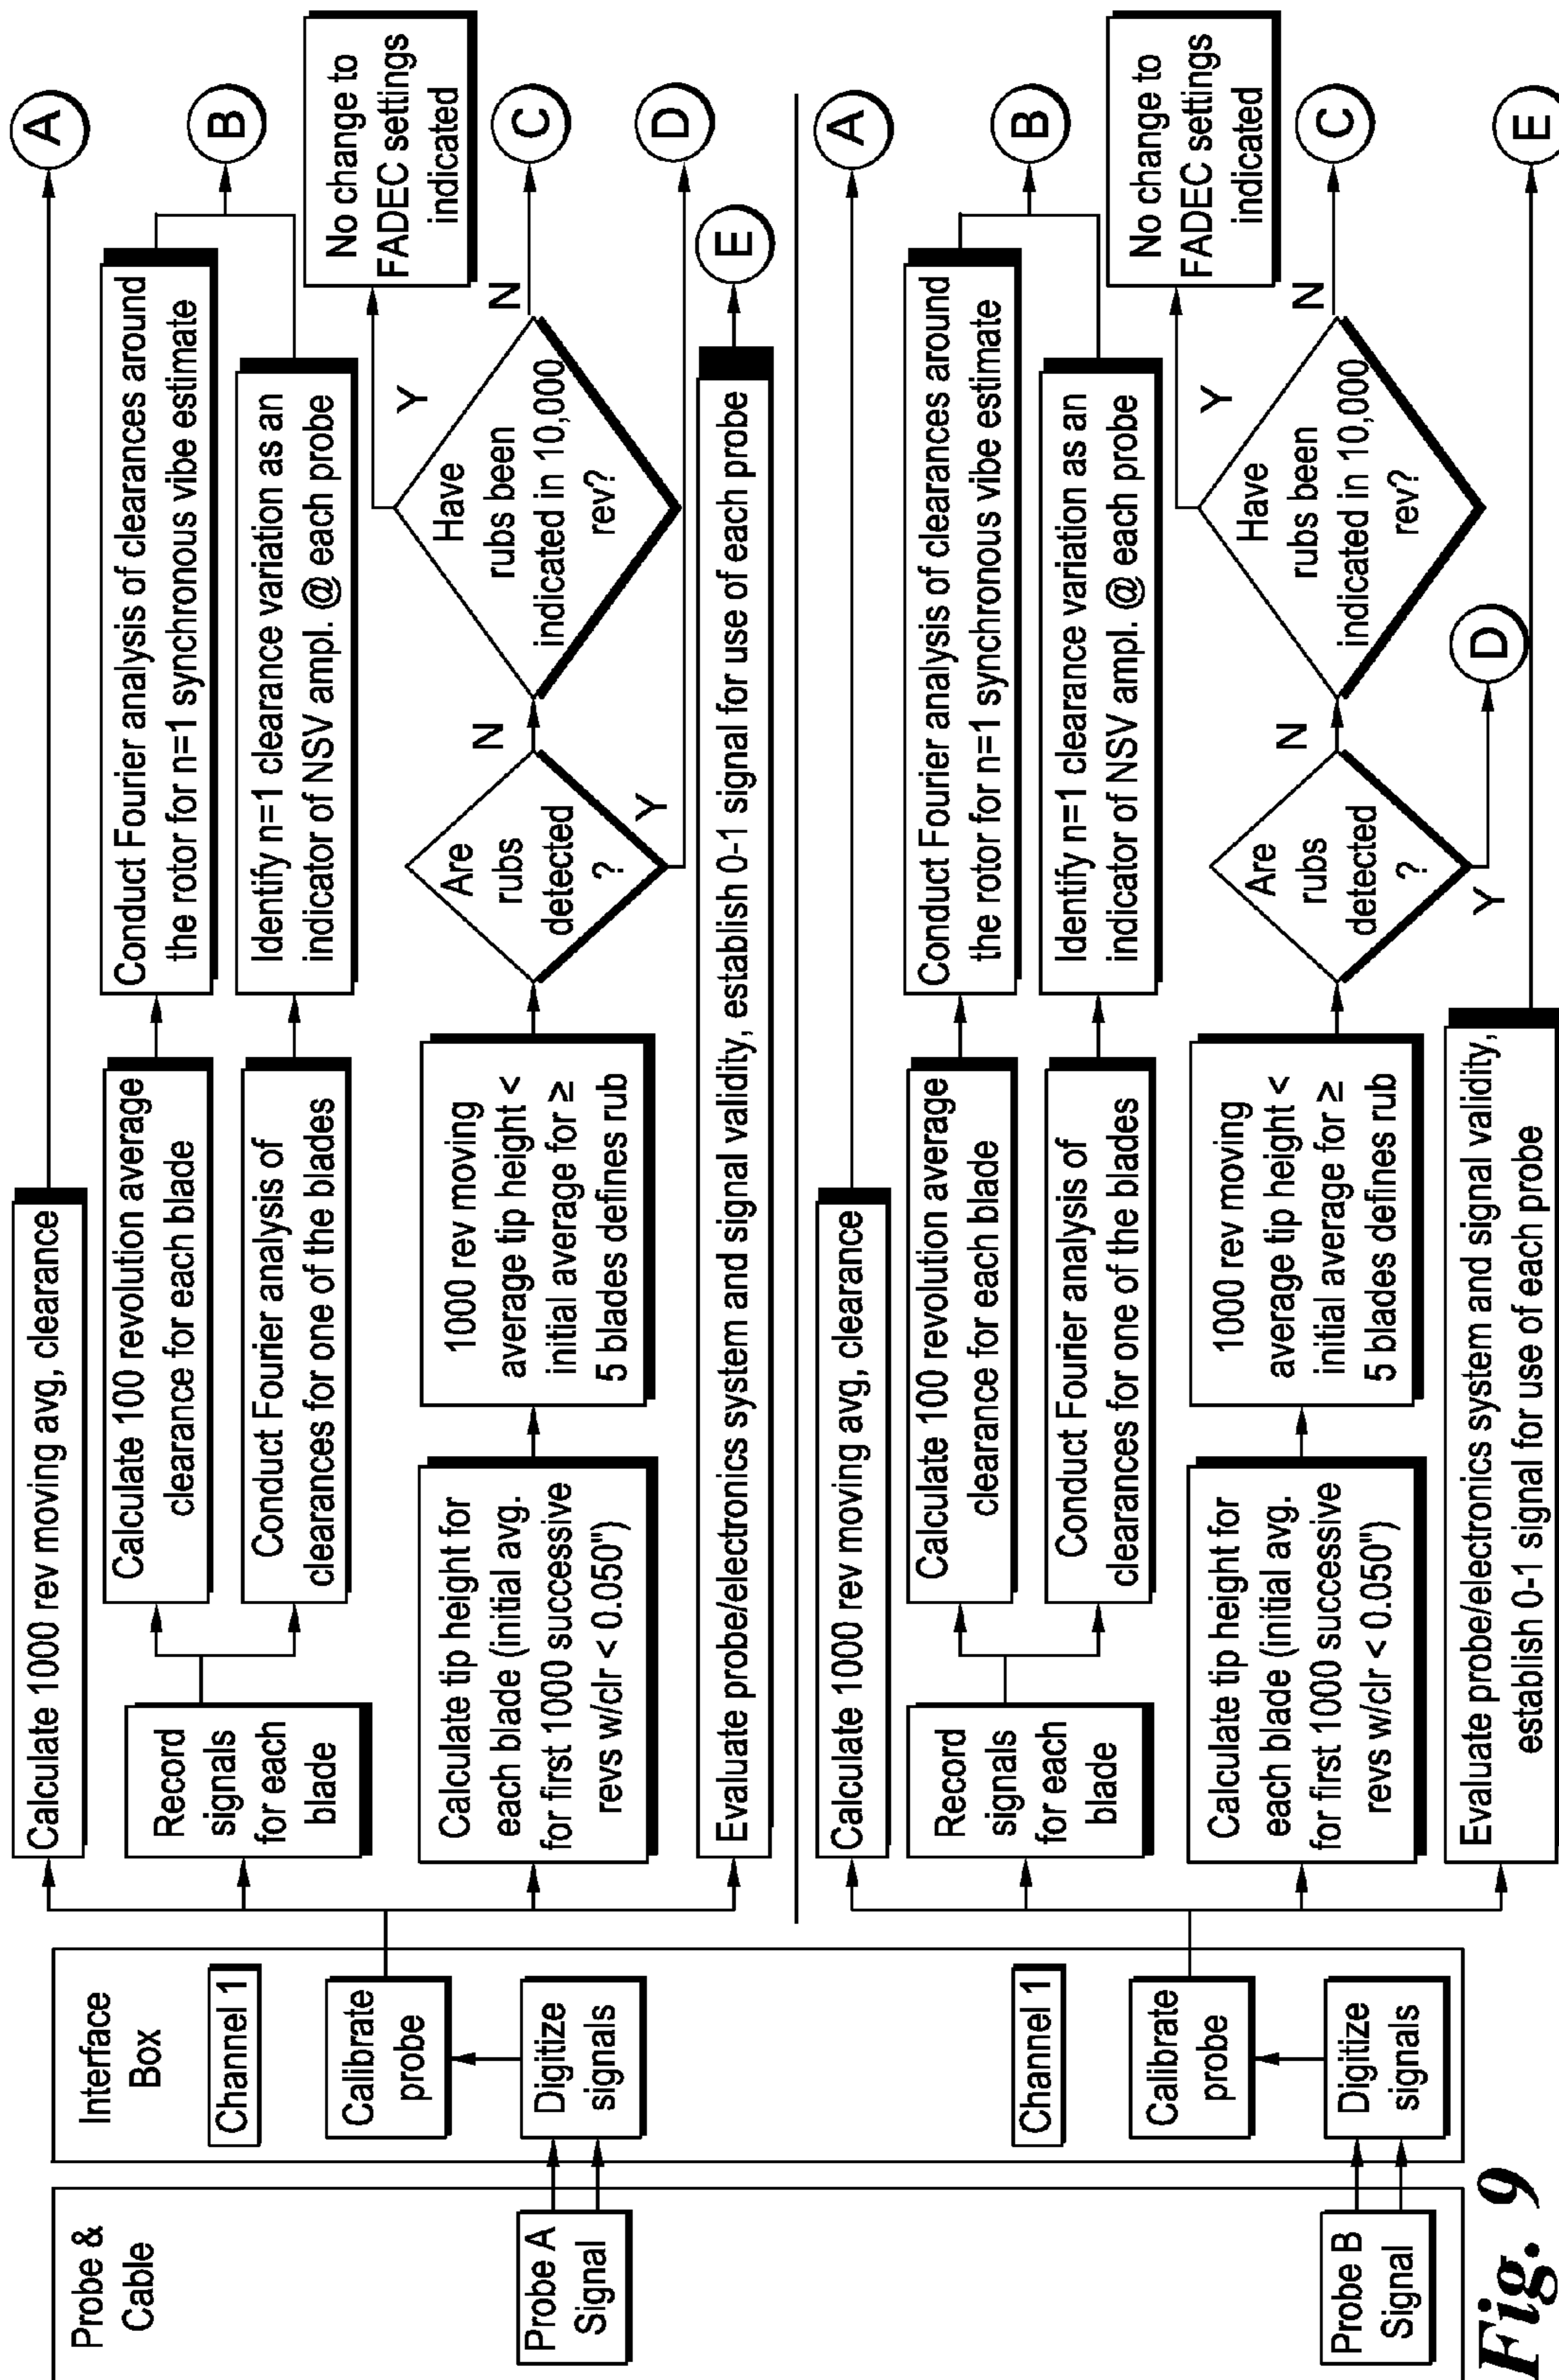 Probe &
Cable
Interface
Box
Channel 1
Calibrate
probe
Digitize
signals
Probe A
Signal
Calculate 1000 rev moving avg, clearance
A
Record
signals
for each
blade
Calculate 100 revolution average
clearance for each blade
Conduct Fourier analysis of clearances around
the rotor for n=1 synchronous vibe estimate
B
Conduct Fourier analysis of
clearances for one of the blades
Identify n=1 clearance variation as an
indicator of NSV ampl. @ each probe
Calculate tip height for
each blade (initial avg.
for first 1000 successive
revs w/clr < 0.050")
1000 rev moving
average tip height <
initial average for ≥
5 blades defines rub
Are
rubs
detected
?
N
Y
Have
rubs been
indicated in 10,000
rev?
Y
N
No change to
FADEC settings
indicated
C
D
Evaluate probe/electronics system and signal validity, establish 0-1 signal for use of each probe
E
Channel 1
Calibrate
probe
Digitize
signals
Probe B
Signal
Calculate 1000 rev moving avg, clearance
A
Record
signals
for each
blade
Calculate 100 revolution average
clearance for each blade
Conduct Fourier analysis of clearances around
the rotor for n=1 synchronous vibe estimate
B
Conduct Fourier analysis of
clearances for one of the blades
Identify n=1 clearance variation as an
indicator of NSV ampl. @ each probe
Calculate tip height for
each blade (initial avg.
for first 1000 successive
revs w/clr < 0.050")
1000 rev moving
average tip height <
initial average for ≥
5 blades defines rub
Are
rubs
detected
?
N
Y
Have
rubs been
indicated in 10,000
rev?
Y
N
No change to
FADEC settings
indicated
C
D
Evaluate probe/electronics system and signal validity,
establish 0-1 signal for use of each probe
E
Fig. 9